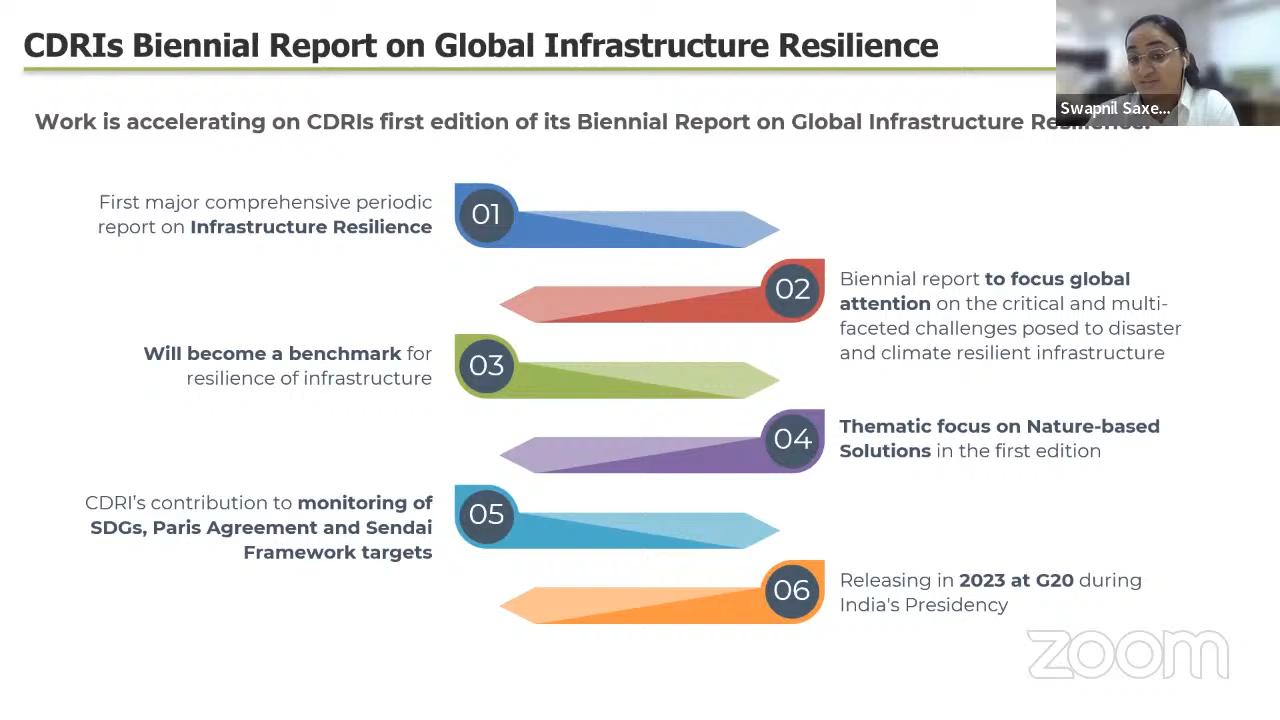 CDRIs Biennial Report on Global Infrastructure Resilience
Swapnil Saxe...
Work is accelerating on CDRIs first edition of its Biennial Report on Global Infrastructure Resilience.
First major comprehensive periodic
report on Infrastructure Resilience
01
02
Biennial report to focus global
attention on the critical and multi-
faceted challenges posed to disaster
and climate resilient infrastructure
Will become a benchmark for
resilience of infrastructure
03
04
Thematic focus on Nature-based
Solutions in the first edition
CDRI’s contribution to monitoring of
SDGs, Paris Agreement and Sendai
Framework targets
05
06
Releasing in 2023 at G20 during
India's Presidency
zoom